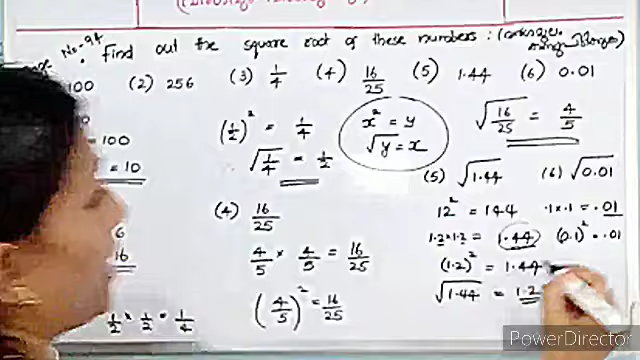 No-94
Find out the square root of these numbers:
100 (2) 256 (3) 1/4 (4) 16/25 (5) 1.44 (6) 0.01
= 100
= 10
16
1/2 × 1/2 = 1/4
(1/2)² = 1/4
√1/4 = 1/2
x² = y
√y = x
√16/25 = 4/5
(4) 16/25
4/5 × 4/5 = 16/25
(4/5)² = 16/25
(5) √1.44
12² = 144
1.2×1.2 = 1.44
(1.2)² = 1.44
√1.44 = 1.2
(6) √0.01
.1×.1 = .01
(0.1)² = .01
PowerDirector